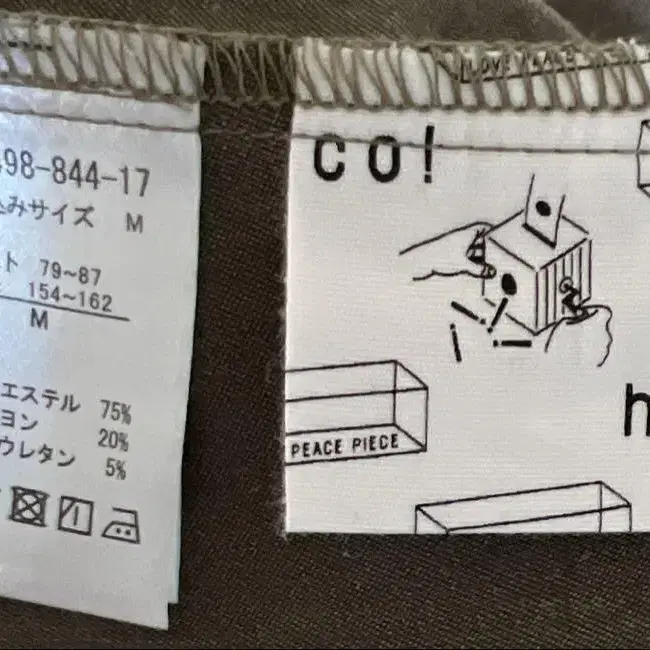 98-844-17
みサイズ M
ト 79~87
154~162
M
エステル 75%
ヨン 20%
ウレタン 5%
CO!
PEACE PIECE
h